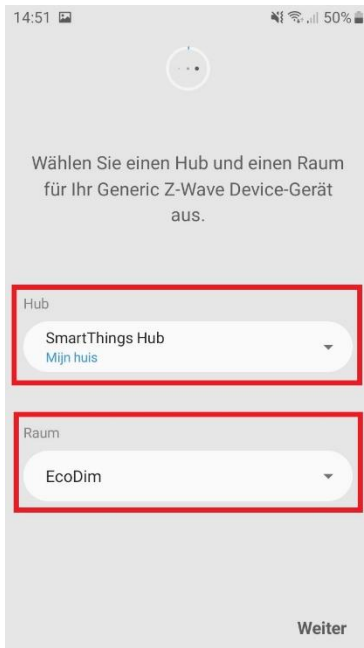 14:51 50%
Wählen Sie einen Hub und einen Raum
für Ihr Generic Z-Wave Device-Gerät
aus.
Hub
SmartThings Hub
Mijn huis
Raum
EcoDim
Weiter